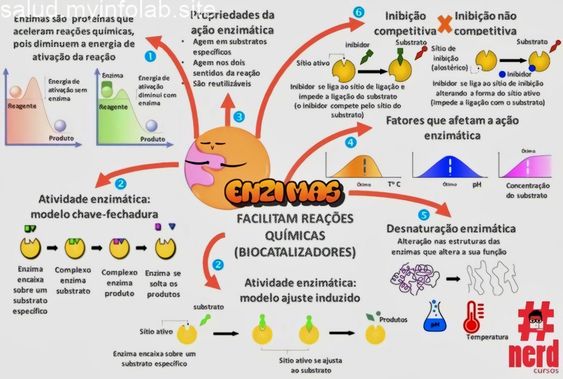 salud.myinfolab.site
Enzimas são proteínas que
aceleram reações químicas,
pois diminuem a energia de
ativação da reação
1
Reagente
Energia de
ativação sem
enzima
Produto
Enzima
Reagente
Energia de
ativação
diminui com
enzima
Produto
Propriedades da
ação enzimática
• Agem em substratos
específicos
• Agem nos dois
sentidos da reação
• São reutilizáveis
3
6
Inibição
competitiva
X
Inibição não
competitiva
Sítio ativo
inibidor
Substrato
Inibidor se liga ao sítio de ligação e
impede a ligação do substrato
(o inibidor compete pelo sítio do
substrato)
Sítio de
inibição
(alostérico)
Substrato
Inibidor
Inibidor se liga ao sítio de inibição
alterando a forma do sítio ativo
(impede a ligação com o substrato)
4
Fatores que afetam a ação
enzimática
Ótimo
T° C
Ótimo
pH
Ótimo
Concentração
do substrato
2
Atividade enzimática:
modelo chave-fechadura
Enzima
encaixa
sobre um
substrato
específico
Complexo
enzima
substrato
Complexo
enzima
produto
Enzima se
solta os
produtos
ENZIMAS
FACILITAM REAÇÕES
QUÍMICAS
(BIOCATALIZADORES)
5
Desnaturação enzimática
Alteração nas estruturas das
enzimas que altera a sua função
pH
Temperatura
2
Atividade enzimática:
modelo ajuste induzido
Sítio ativo
substrato
Produtos
Enzima encaixa sobre um
substrato específico
Sítio ativo se ajusta
ao substrato
#
nerd
cursos